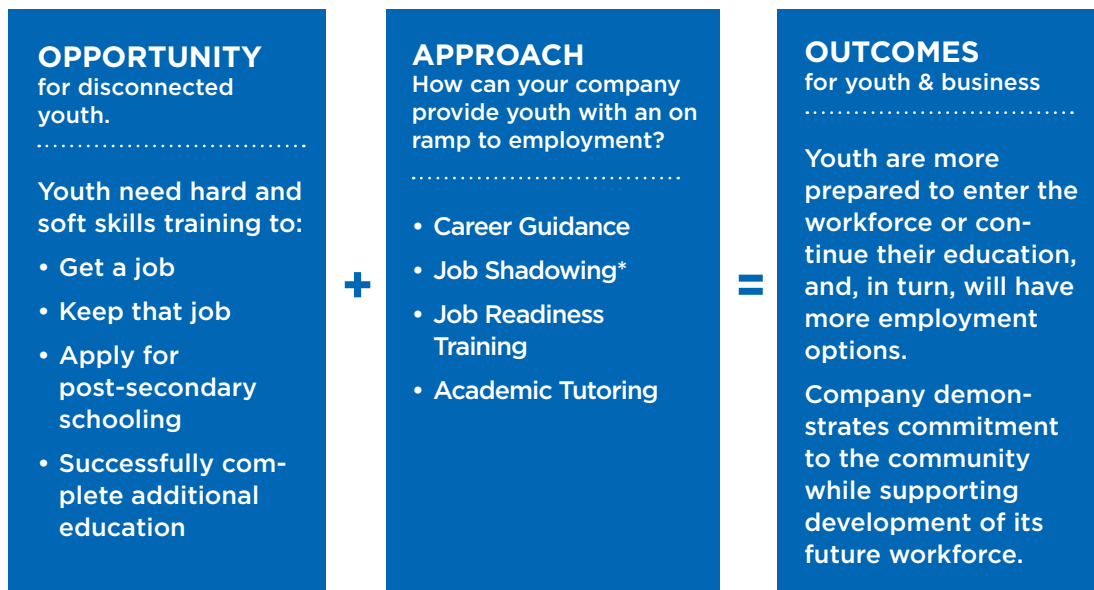 OPPORTUNITY
for disconnected
youth.
Youth need hard and
soft skills training to:
• Get a job
• Keep that job
• Apply for
post-secondary
schooling
• Successfully com-
plete additional
education
+
APPROACH
How can your company
provide youth with an on
ramp to employment?
• Career Guidance
• Job Shadowing*
• Job Readiness
Training
• Academic Tutoring
=
OUTCOMES
for youth & business
Youth are more
prepared to enter the
workforce or con-
tinue their education,
and, in turn, will have
more employment
options.
Company demon-
strates commitment
to the community
while supporting
development of its
future workforce.